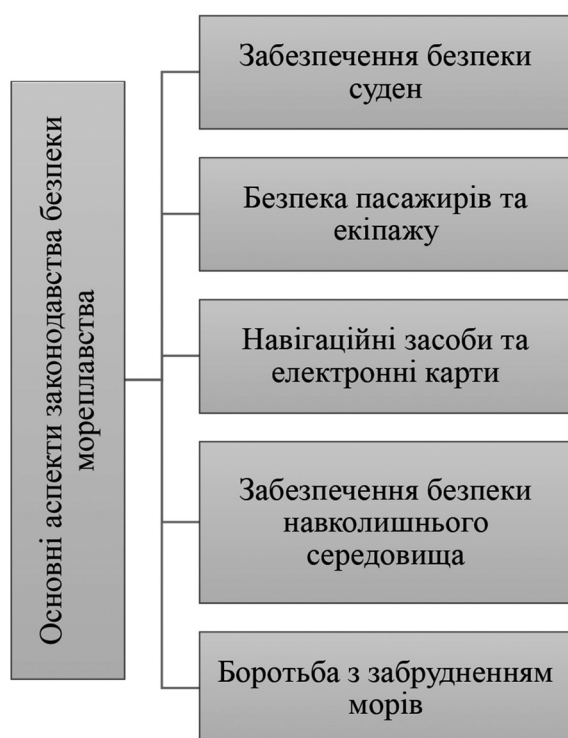 Основні аспекти законодавства безпеки
мореплавства
Забезпечення безпеки
суден
Безпека пасажирів та
екіпажу
Навігаційні засоби та
електронні карти
Забезпечення безпеки
навколишнього
середовища
Боротьба з забрудненням
морів